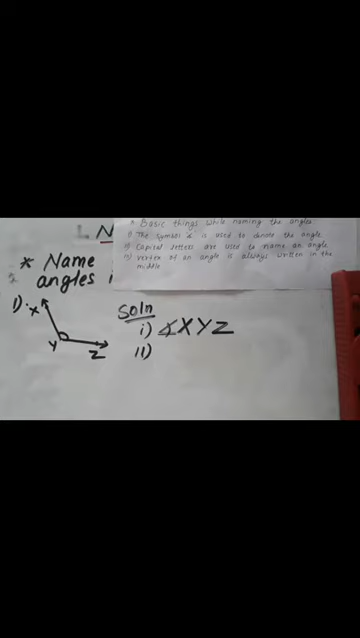 * Basic things while naming the angles
i) The symbol ∡ is used to denote the angle
ii) Capital letters are used to name an angle
iii) Vertex of an angle is always written in the
middle
* Name
angles
1).
X
Y
Z
Soln
i) ∡XYZ
II)